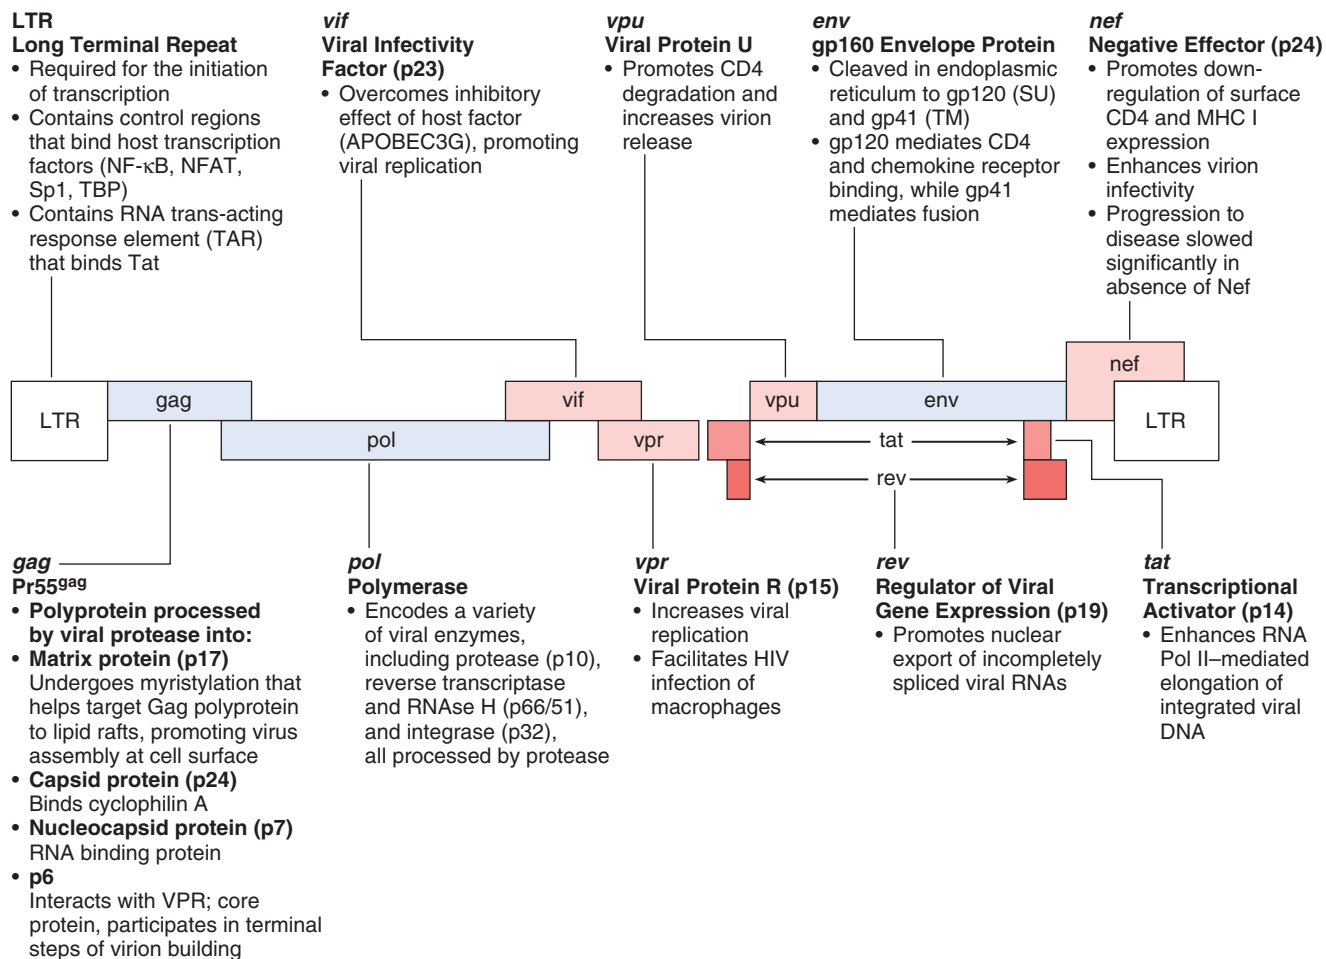 LTR
Long Terminal Repeat
• Required for the initiation
of transcription
• Contains control regions
that bind host transcription
factors (NF-κB, NFAT,
Sp1, TBP)
• Contains RNA trans-acting
response element (TAR)
that binds Tat
vif
Viral Infectivity
Factor (p23)
• Overcomes inhibitory
effect of host factor
(APOBEC3G), promoting
viral replication
vpu
Viral Protein U
• Promotes CD4
degradation and
increases virion
release
env
gp160 Envelope Protein
• Cleaved in endoplasmic
reticulum to gp120 (SU)
and gp41 (TM)
• gp120 mediates CD4
and chemokine receptor
binding, while gp41
mediates fusion
nef
Negative Effector (p24)
• Promotes down-
regulation of surface
CD4 and MHC I
expression
• Enhances virion
infectivity
• Progression to
disease slowed
significantly in
absence of Nef
LTR
gag
pol
vif
vpr
vpu
env
tat
rev
nef
LTR
gag
Pr55gag
• Polyprotein processed
by viral protease into:
• Matrix protein (p17)
Undergoes myristylation that
helps target Gag polyprotein
to lipid rafts, promoting virus
assembly at cell surface
• Capsid protein (p24)
Binds cyclophilin A
• Nucleocapsid protein (p7)
RNA binding protein
• p6
Interacts with VPR; core
protein, participates in terminal
steps of virion building
pol
Polymerase
• Encodes a variety
of viral enzymes,
including protease (p10),
reverse transcriptase
and RNAse H (p66/51),
and integrase (p32),
all processed by protease
vpr
Viral Protein R (p15)
• Increases viral
replication
• Facilitates HIV
infection of
macrophages
rev
Regulator of Viral
Gene Expression (p19)
• Promotes nuclear
export of incompletely
spliced viral RNAs
tat
Transcriptional
Activator (p14)
• Enhances RNA
Pol II–mediated
elongation of
integrated viral
DNA